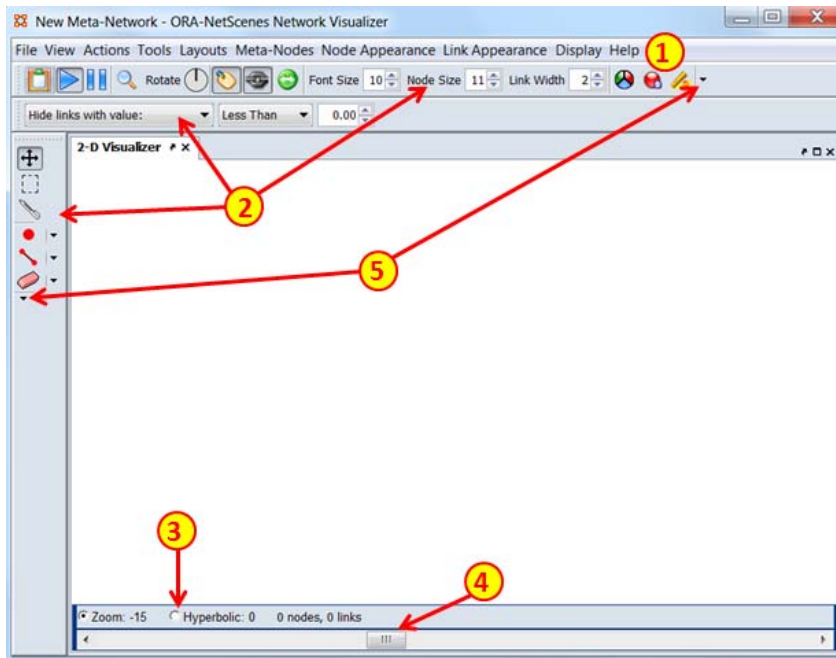 New Meta-Network - ORA-NetScenes Network Visualizer
File View Actions Tools Layouts Meta-Nodes Node Appearance Link Appearance Display Help 1
Rotate Font Size 10 Node Size 11 Link Width 2
Hide links with value: Less Than 0.00
2-D Visualizer
2
5
3
4
Zoom: -15 Hyperbolic: 0 0 nodes, 0 links